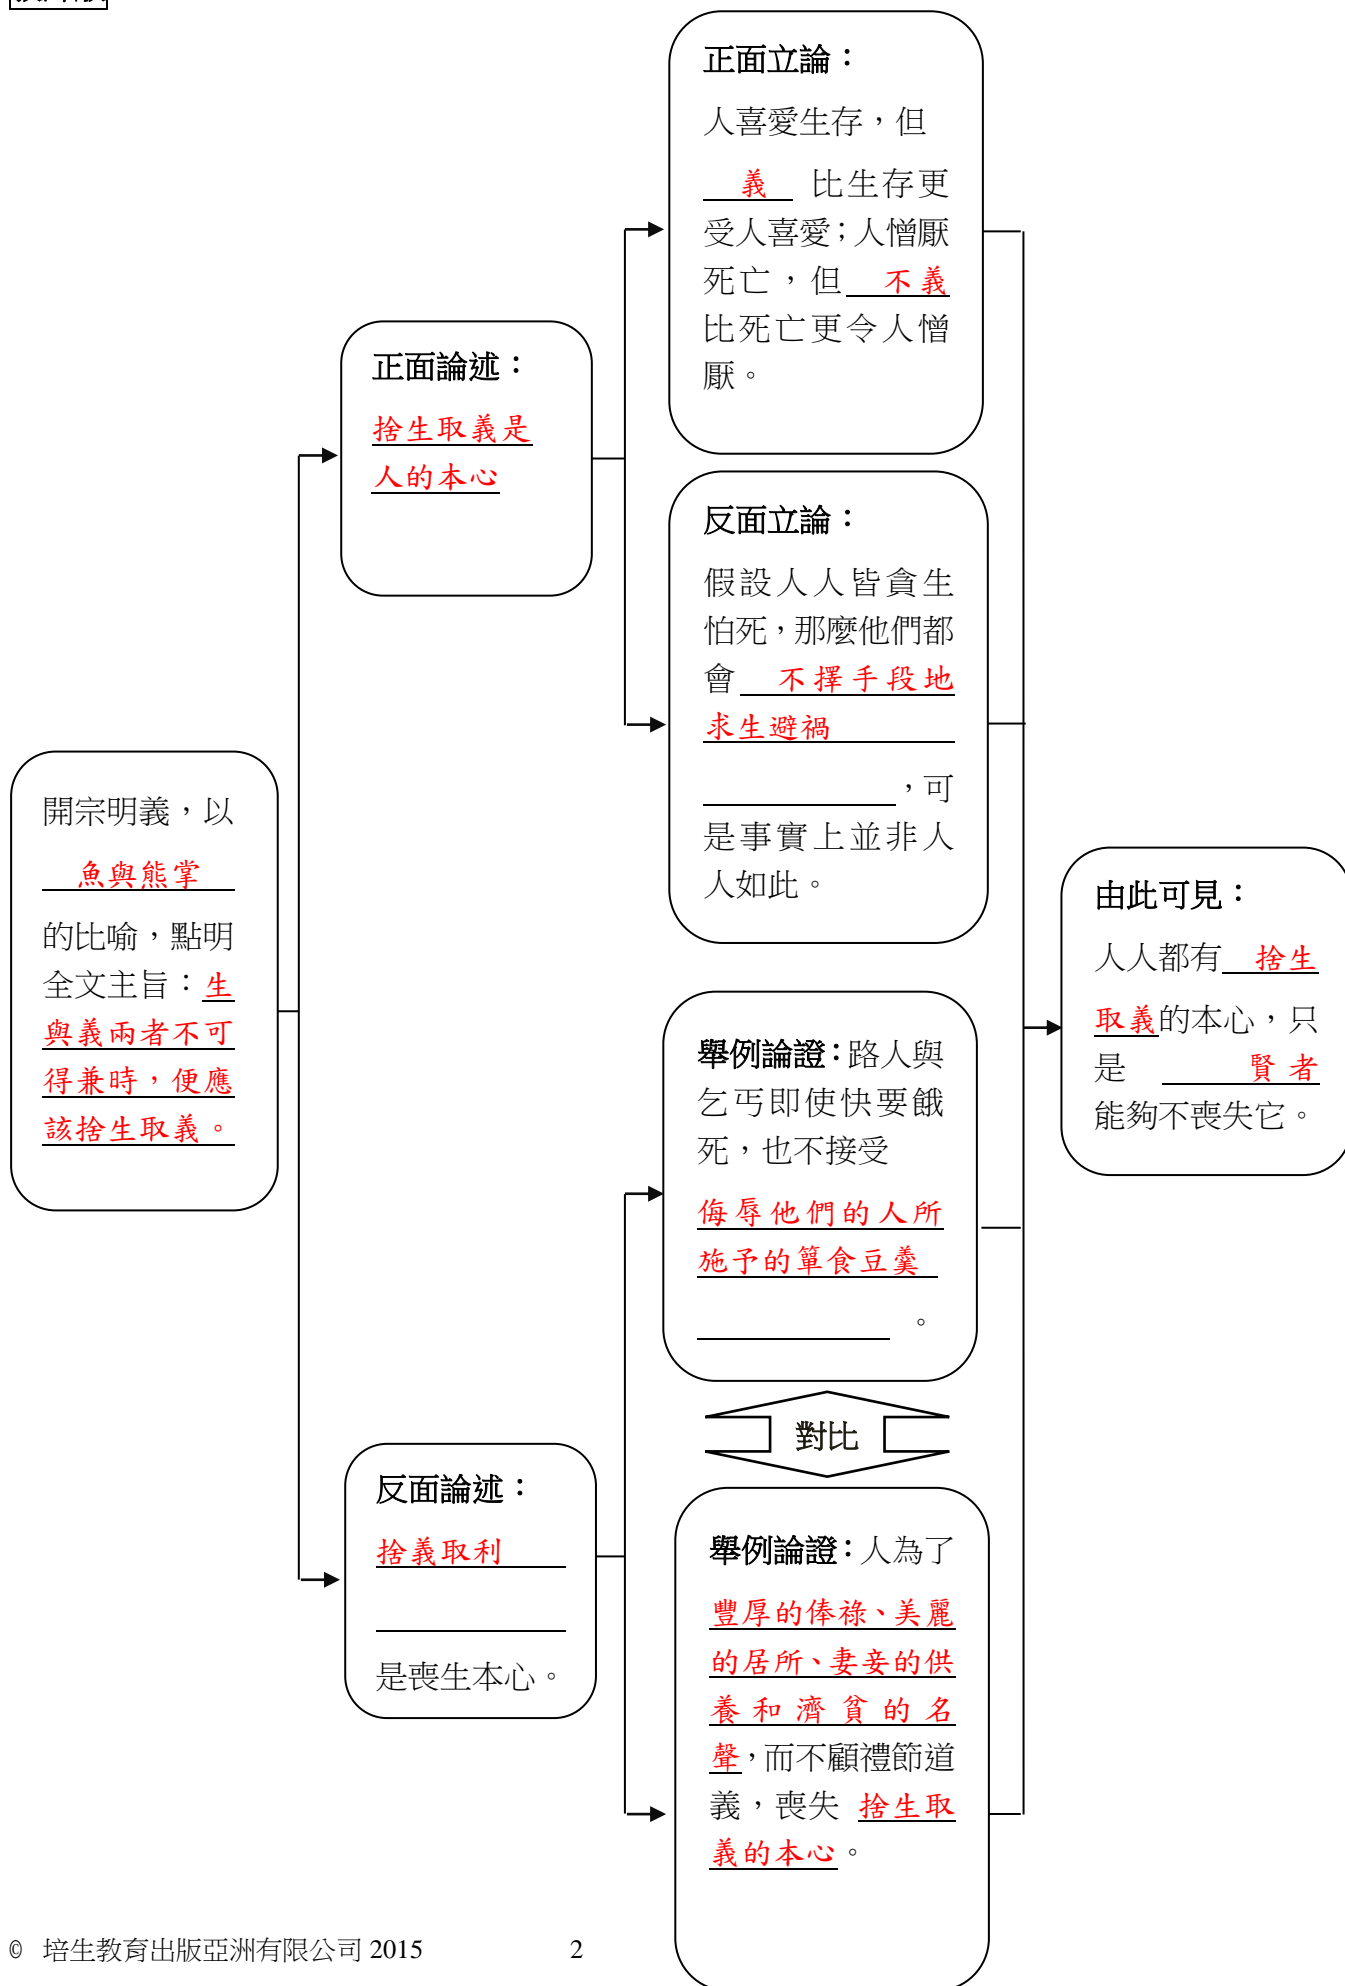 正面立論：
人喜愛生存，但
義 比生存更
受人喜愛；人憎厭
死亡，但 不義
比死亡更令人憎
厭。
正面論述：
捨生取義是
人的本心
反面立論：
假設人人皆貪生
怕死，那麼他們都
會 不擇手段地
求生避禍
，可
是事實上並非人
人如此。
開宗明義，以
魚與熊掌
的比喻，點明
全文主旨：生
與義兩者不可
得兼時，便應
該捨生取義。
由此可見：
人人都有 捨生
取義的本心，只
是 賢者
能夠不喪失它。
舉例論證：路人與
乞丐即使快要餓
死，也不接受
侮辱他們的人所
施予的簞食豆羹
。
對比
反面論述：
捨義取利
是喪生本心。
舉例論證：人為了
豐厚的俸祿、美麗
的居所、妻妾的供
養和濟貧的名
聲，而不顧禮節道
義，喪失 捨生取
義的本心。
© 培生教育出版亞洲有限公司 2015 2